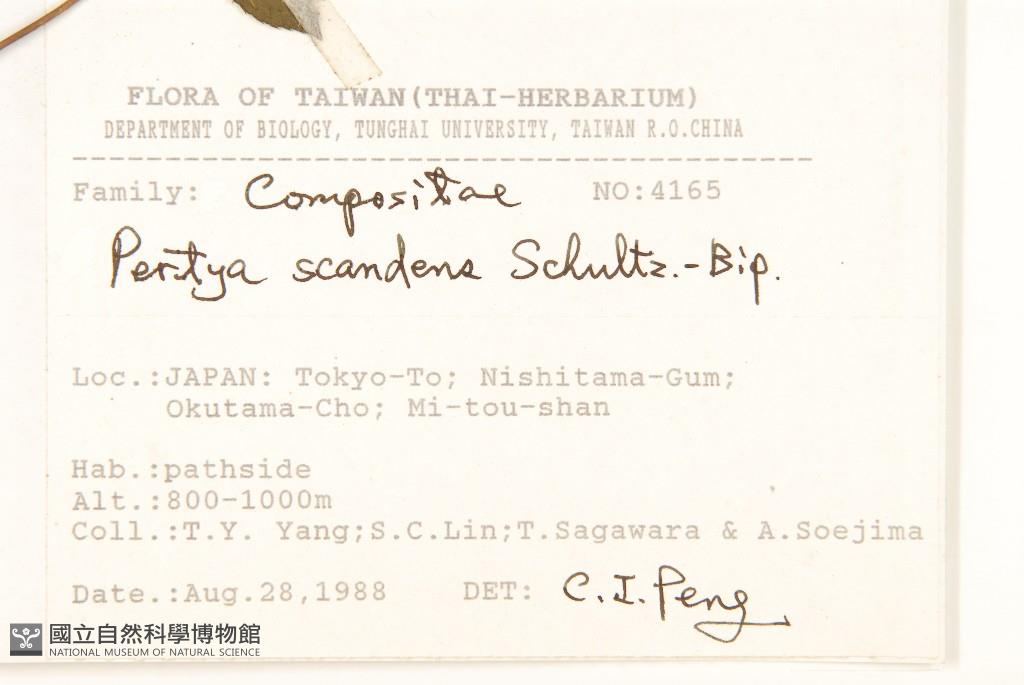 FLORA OF TAIWAN(THAI-HERBARIUM)
DEPARTMENT OF BIOLOGY, TUNGHAI UNIVERSITY, TAIWAN R.O.CHINA
Family: Compositae NO:4165
Pertya scandens Schultz.-Bip.
Loc.:JAPAN: Tokyo-To; Nishitama-Gum;
Okutama-Cho; Mi-tou-shan
Hab.:pathside
Alt.:800-1000m
Coll.:T.Y. Yang;S.C.Lin;T.Sagawara & A.Soejima
Date.:Aug.28,1988 DET: C.I.Peng
國立自然科學博物館
NATIONAL MUSEUM OF NATURAL SCIENCE